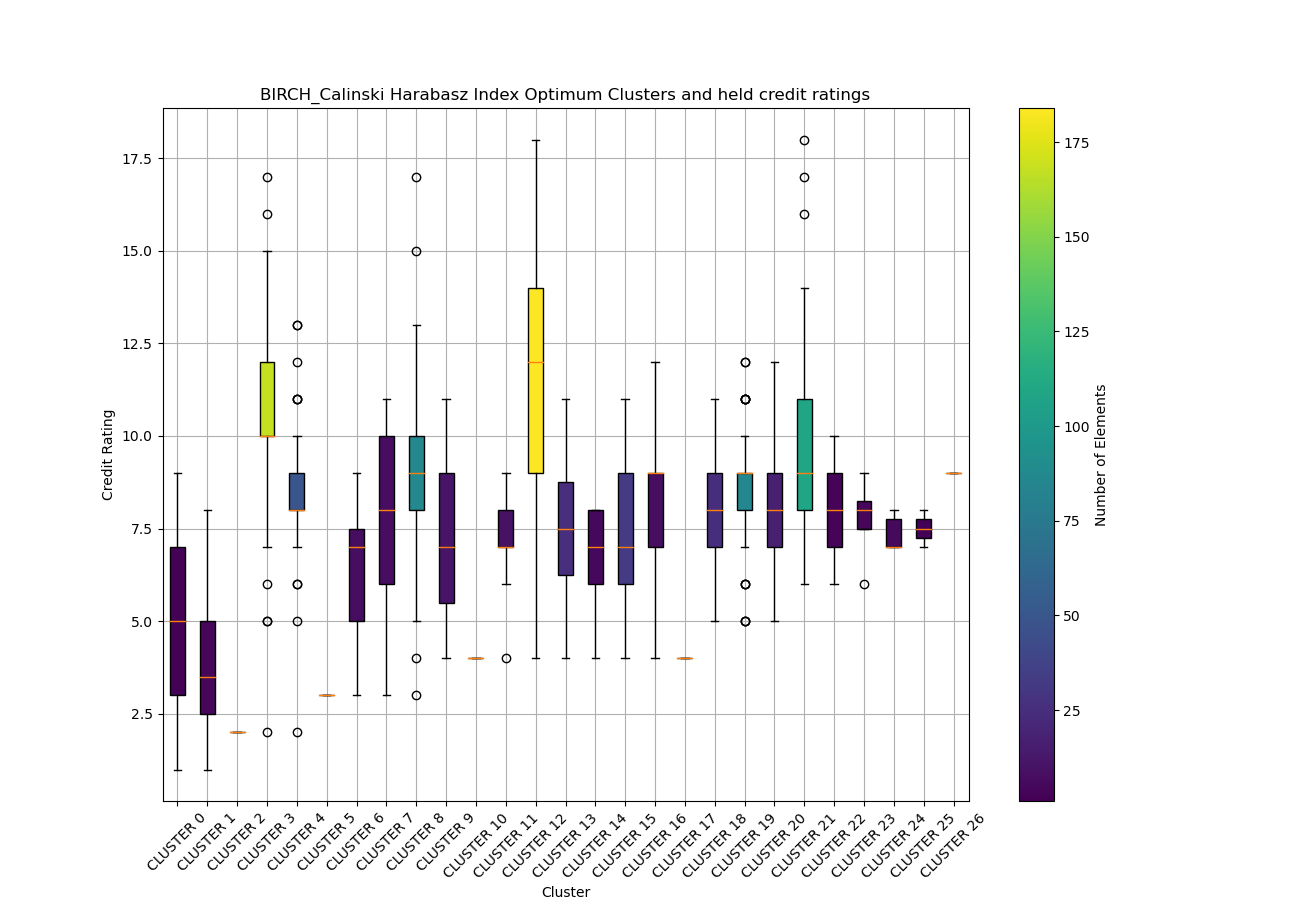 BIRCH_Calinski Harabasz Index Optimum Clusters and held credit ratings
17.5
15.0
12.5
10.0
7.5
5.0
2.5
Credit Rating
CLUSTER 0
CLUSTER 1
CLUSTER 2
CLUSTER 3
CLUSTER 4
CLUSTER 5
CLUSTER 6
CLUSTER 7
CLUSTER 8
CLUSTER 9
CLUSTER 10
CLUSTER 11
CLUSTER 12
CLUSTER 13
CLUSTER 14
CLUSTER 15
CLUSTER 16
CLUSTER 17
CLUSTER 18
CLUSTER 19
CLUSTER 20
CLUSTER 21
CLUSTER 22
CLUSTER 23
CLUSTER 24
CLUSTER 25
CLUSTER 26
Cluster
175
150
125
100
75
50
25
Number of Elements